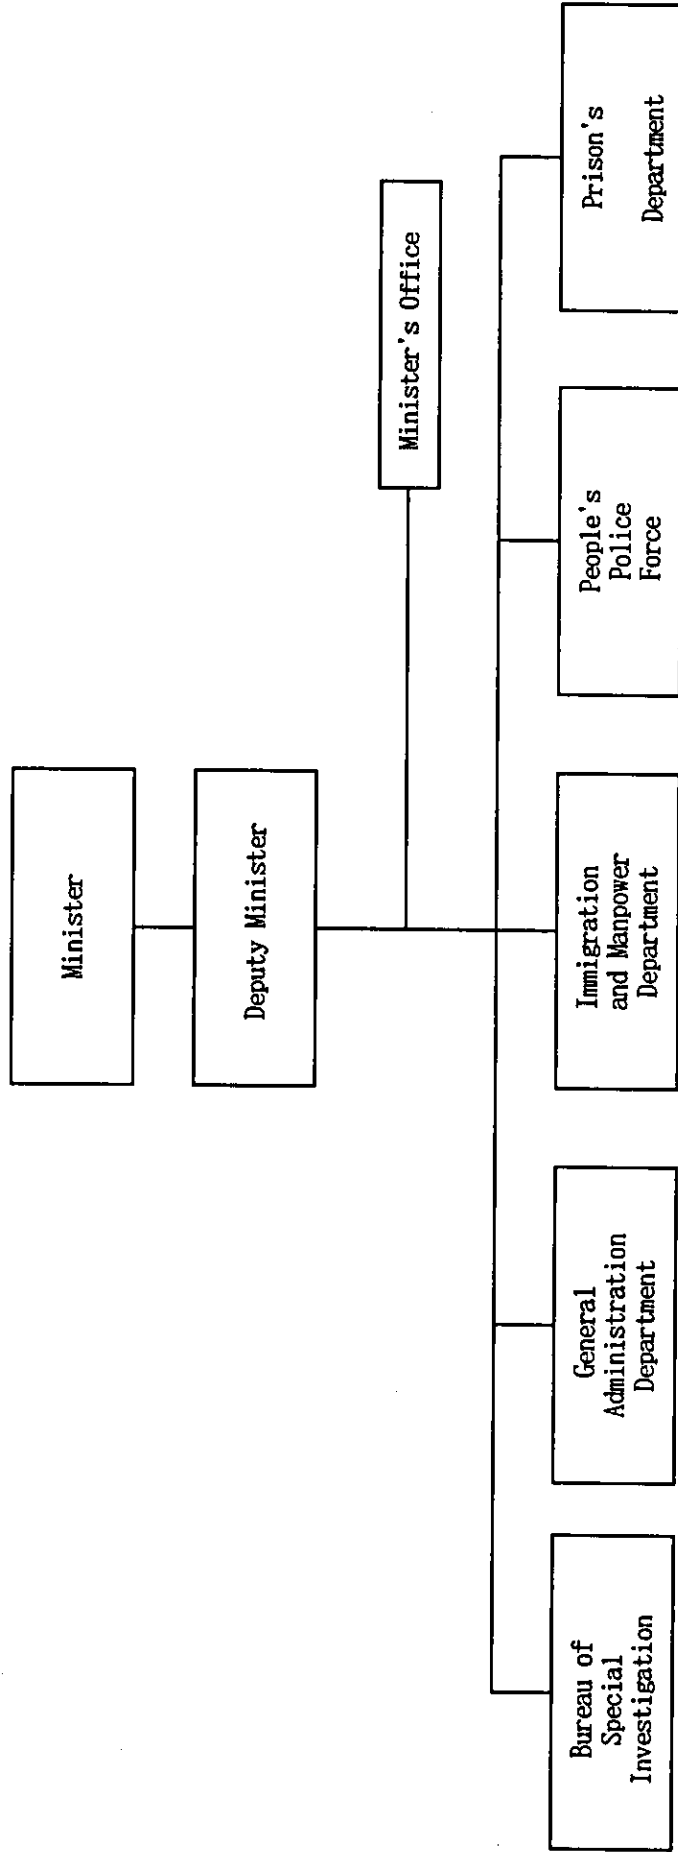 Minister
Deputy Minister
Minister's Office
Bureau of
Special
Investigation
General
Administration
Department
Immigration
and Manpower
Department
People's
Police
Force
Prison's
Department